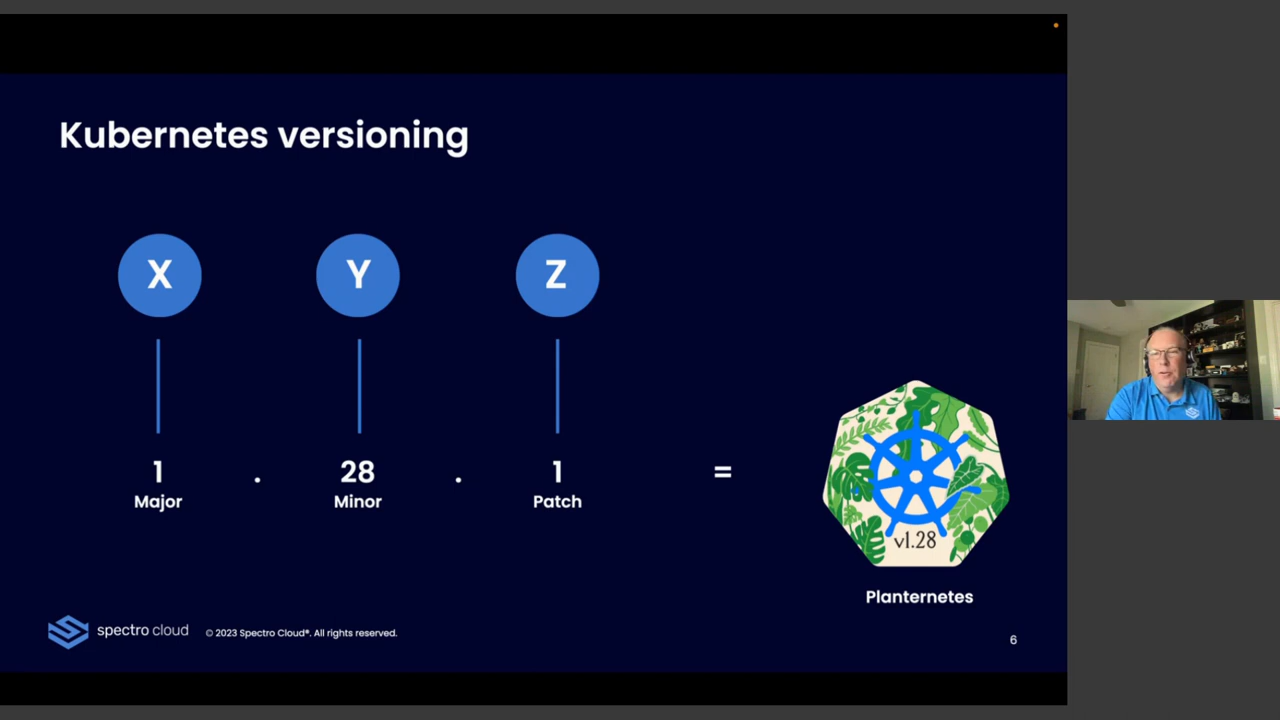 Kubernetes versioning
X Y Z
1 . 28 . 1 =
Major Minor Patch
v1.28
Planternetes
spectro cloud © 2023 Spectro Cloud®. All rights reserved.
6